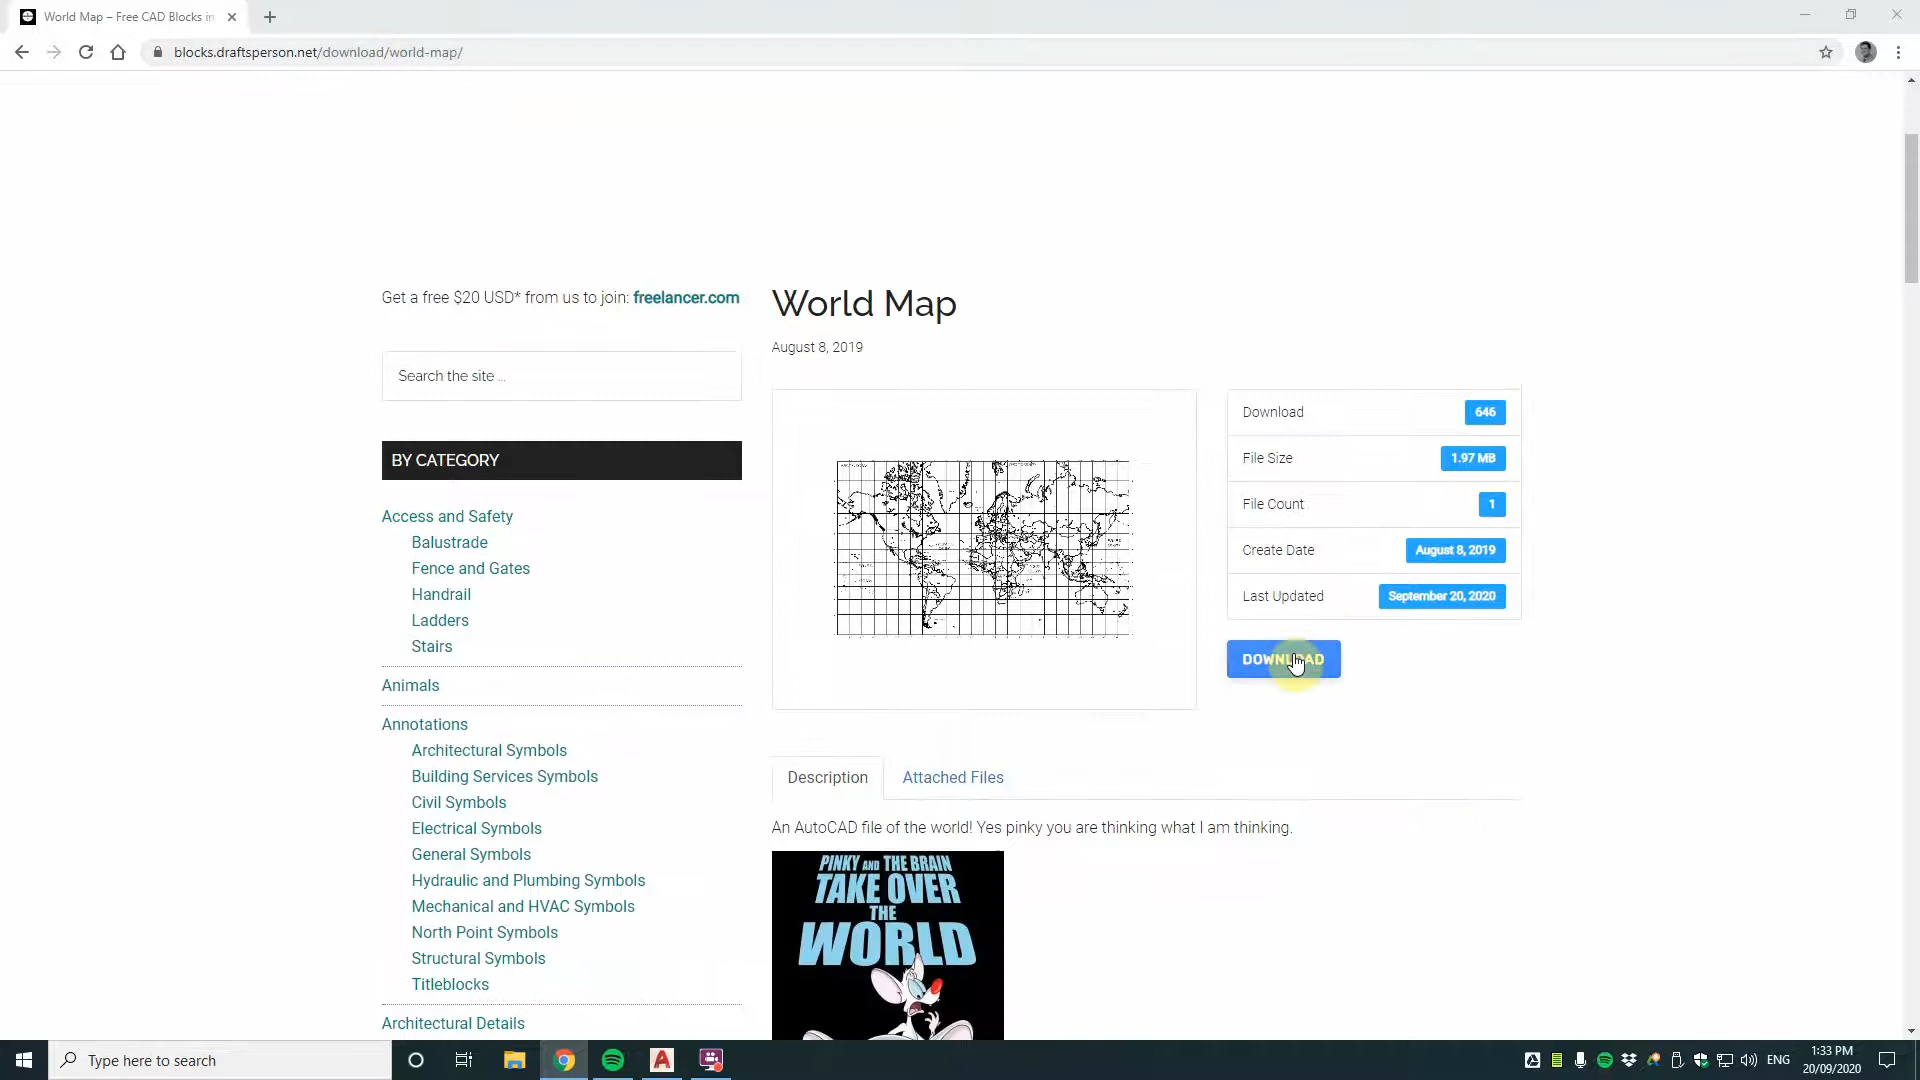 World Map – Free CAD Blocks in
blocks.draftsperson.net/download/world-map/
Get a free $20 USD* from us to join: freelancer.com
Search the site ...
BY CATEGORY
Access and Safety
Balustrade
Fence and Gates
Handrail
Ladders
Stairs
Animals
Annotations
Architectural Symbols
Building Services Symbols
Civil Symbols
Electrical Symbols
General Symbols
Hydraulic and Plumbing Symbols
Mechanical and HVAC Symbols
North Point Symbols
Structural Symbols
Titleblocks
Architectural Details
World Map
August 8, 2019
Download 646
File Size 1.97 MB
File Count 1
Create Date August 8, 2019
Last Updated September 20, 2020
DOWNLOAD
Description Attached Files
An AutoCAD file of the world! Yes pinky you are thinking what I am thinking.
PINKY AND THE BRAIN
TAKE OVER
THE
WORLD
Type here to search
ENG
1:33 PM
20/09/2020